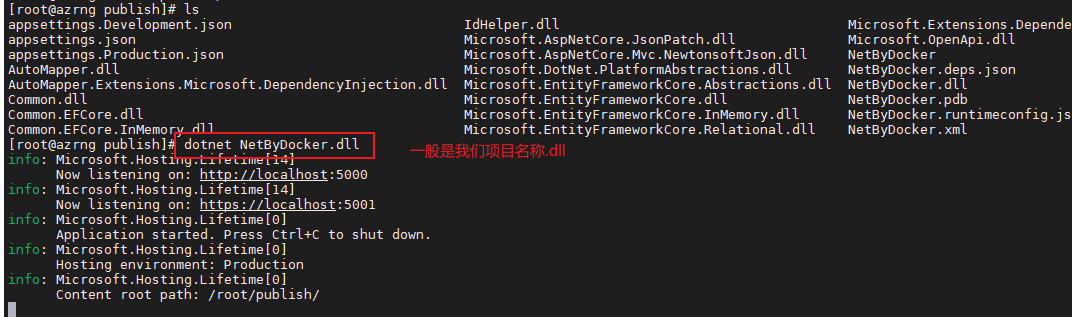 [root@azrng publish]# ls
appsettings.Development.json IdHelper.dll Microsoft.Extensions.Depende
appsettings.json Microsoft.AspNetCore.JsonPatch.dll Microsoft.OpenApi.dll
appsettings.Production.json Microsoft.AspNetCore.Mvc.NewtonsoftJson.dll NetByDocker
AutoMapper.dll Microsoft.DotNet.PlatformAbstractions.dll NetByDocker.deps.json
AutoMapper.Extensions.Microsoft.DependencyInjection.dll Microsoft.EntityFrameworkCore.Abstractions.dll NetByDocker.dll
Common.dll Microsoft.EntityFrameworkCore.dll NetByDocker.pdb
Common.EFCore.dll Microsoft.EntityFrameworkCore.InMemory.dll NetByDocker.runtimeconfig.js
Common.EFCore.InMemory.dll Microsoft.EntityFrameworkCore.Relational.dll NetByDocker.xml
[root@azrng publish]# dotnet NetByDocker.dll 一般是我们项目名称.dll
info: Microsoft.Hosting.Lifetime[14]
Now listening on: http://localhost:5000
info: Microsoft.Hosting.Lifetime[14]
Now listening on: https://localhost:5001
info: Microsoft.Hosting.Lifetime[0]
Application started. Press Ctrl+C to shut down.
info: Microsoft.Hosting.Lifetime[0]
Hosting environment: Production
info: Microsoft.Hosting.Lifetime[0]
Content root path: /root/publish/